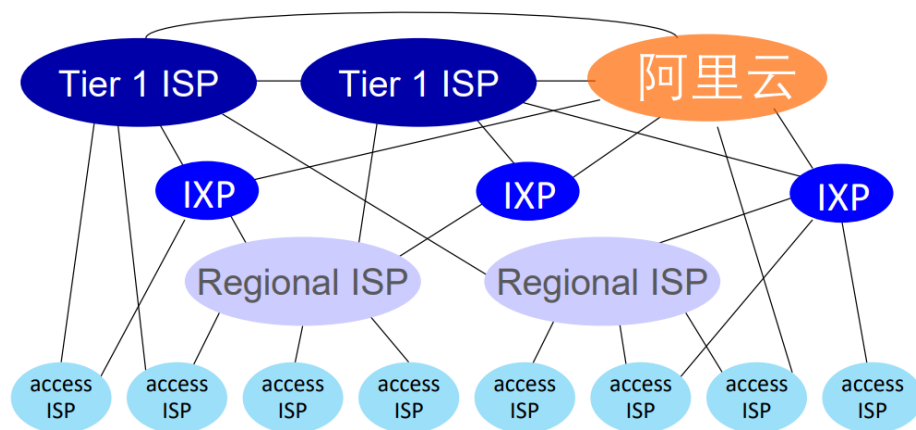 Tier 1 ISP
Tier 1 ISP
阿里云
IXP
IXP
IXP
Regional ISP
Regional ISP
access
ISP
access
ISP
access
ISP
access
ISP
access
ISP
access
ISP
access
ISP
access
ISP